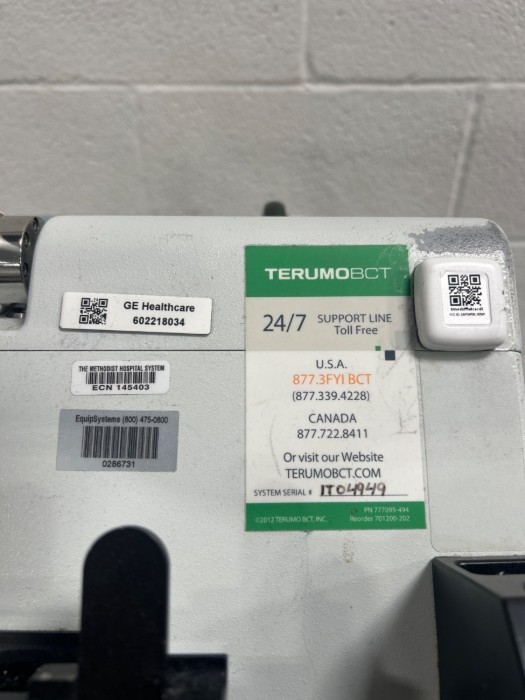 TERUMOBCT
24/7 SUPPORT LINE
Toll Free
U.S.A.
877.3FYI BCT
(877.339.4228)
CANADA
877.722.8411
Or visit our Website
TERUMOBCT.COM
SYSTEM SERIAL # 1T04949
PN 777095-494
©2012 TERUMO BCT, INC. Reorder 701200-202
GE Healthcare
602218034
THE METHODIST HOSPITAL SYSTEM
ECN 145403
EquipSystems (800) 475-0800
0286731